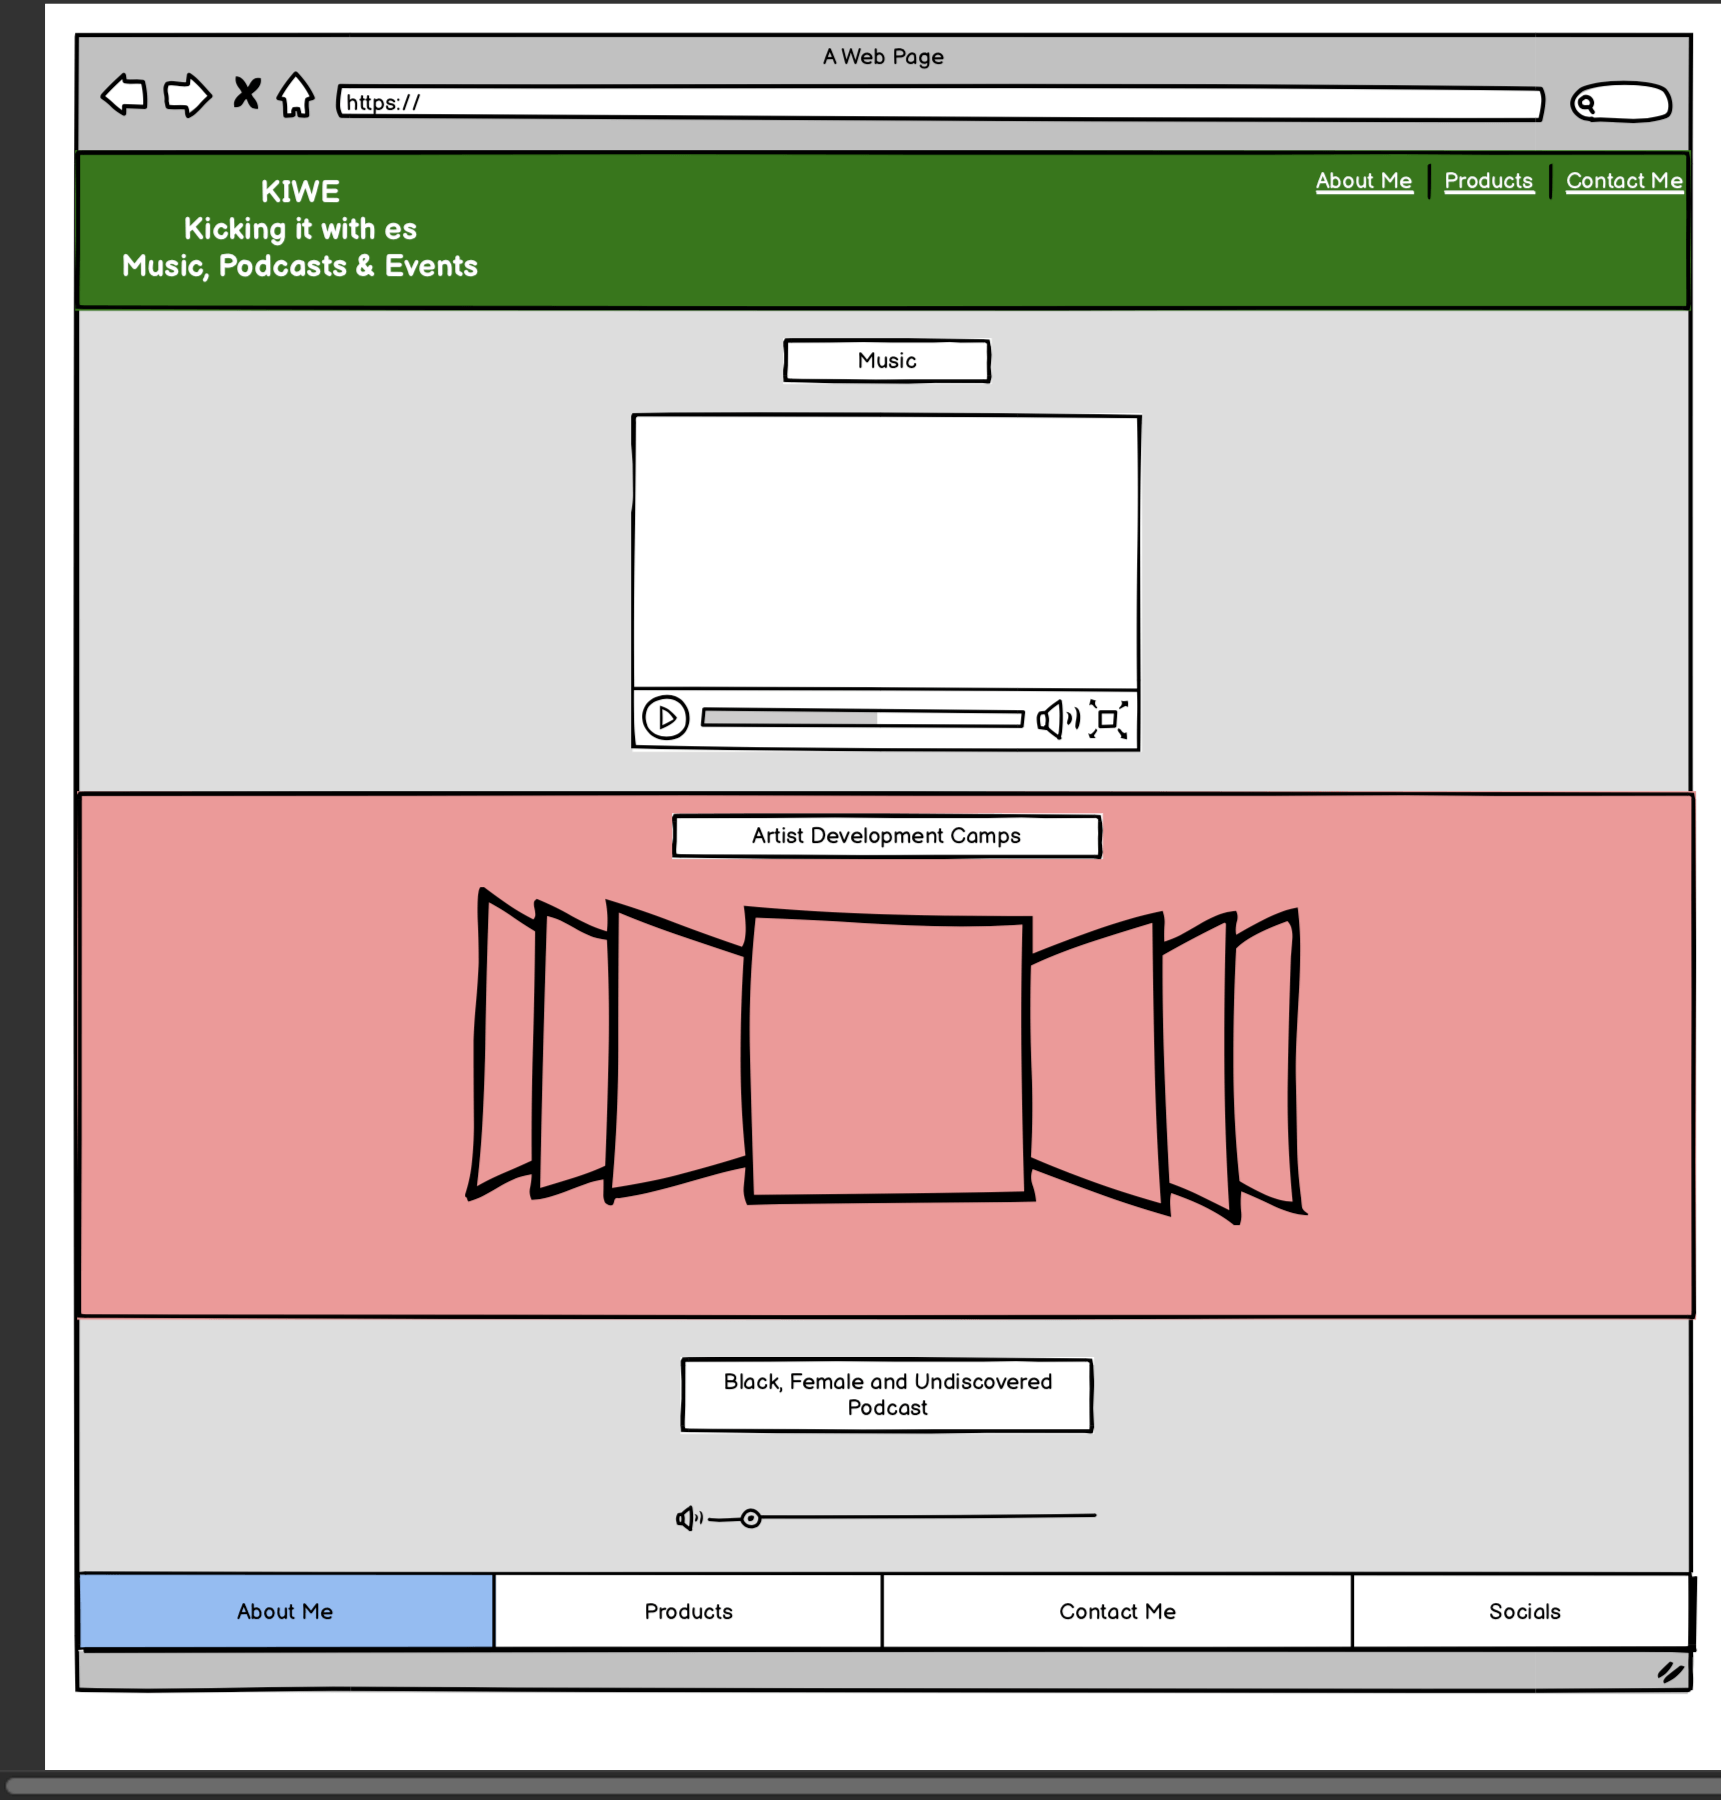 A Web Page
https://
About Me
Products
Contact Me
KIWE
Kicking it with es
Music, Podcasts & Events
Music
Artist Development Camps
Black, Female and Undiscovered
Podcast
About Me
Products
Contact Me
Socials